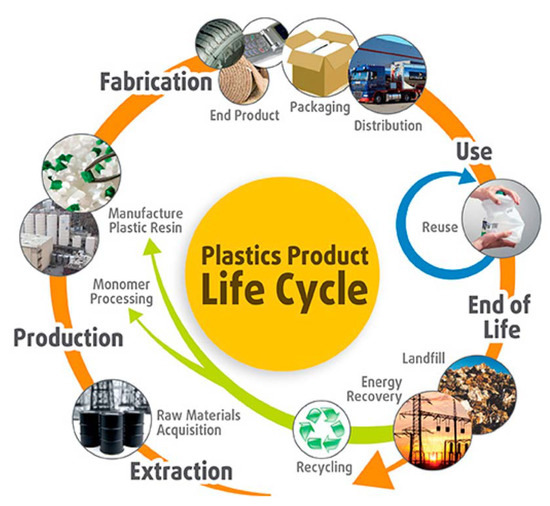 Fabrication
End Product
Packaging
Distribution
Use
Reuse
Manufacture
Plastic Resin
Plastics Product
Life Cycle
Monomer
Processing
Production
End of
Life
Landfill
Energy
Recovery
Raw Materials
Acquisition
Recycling
Extraction